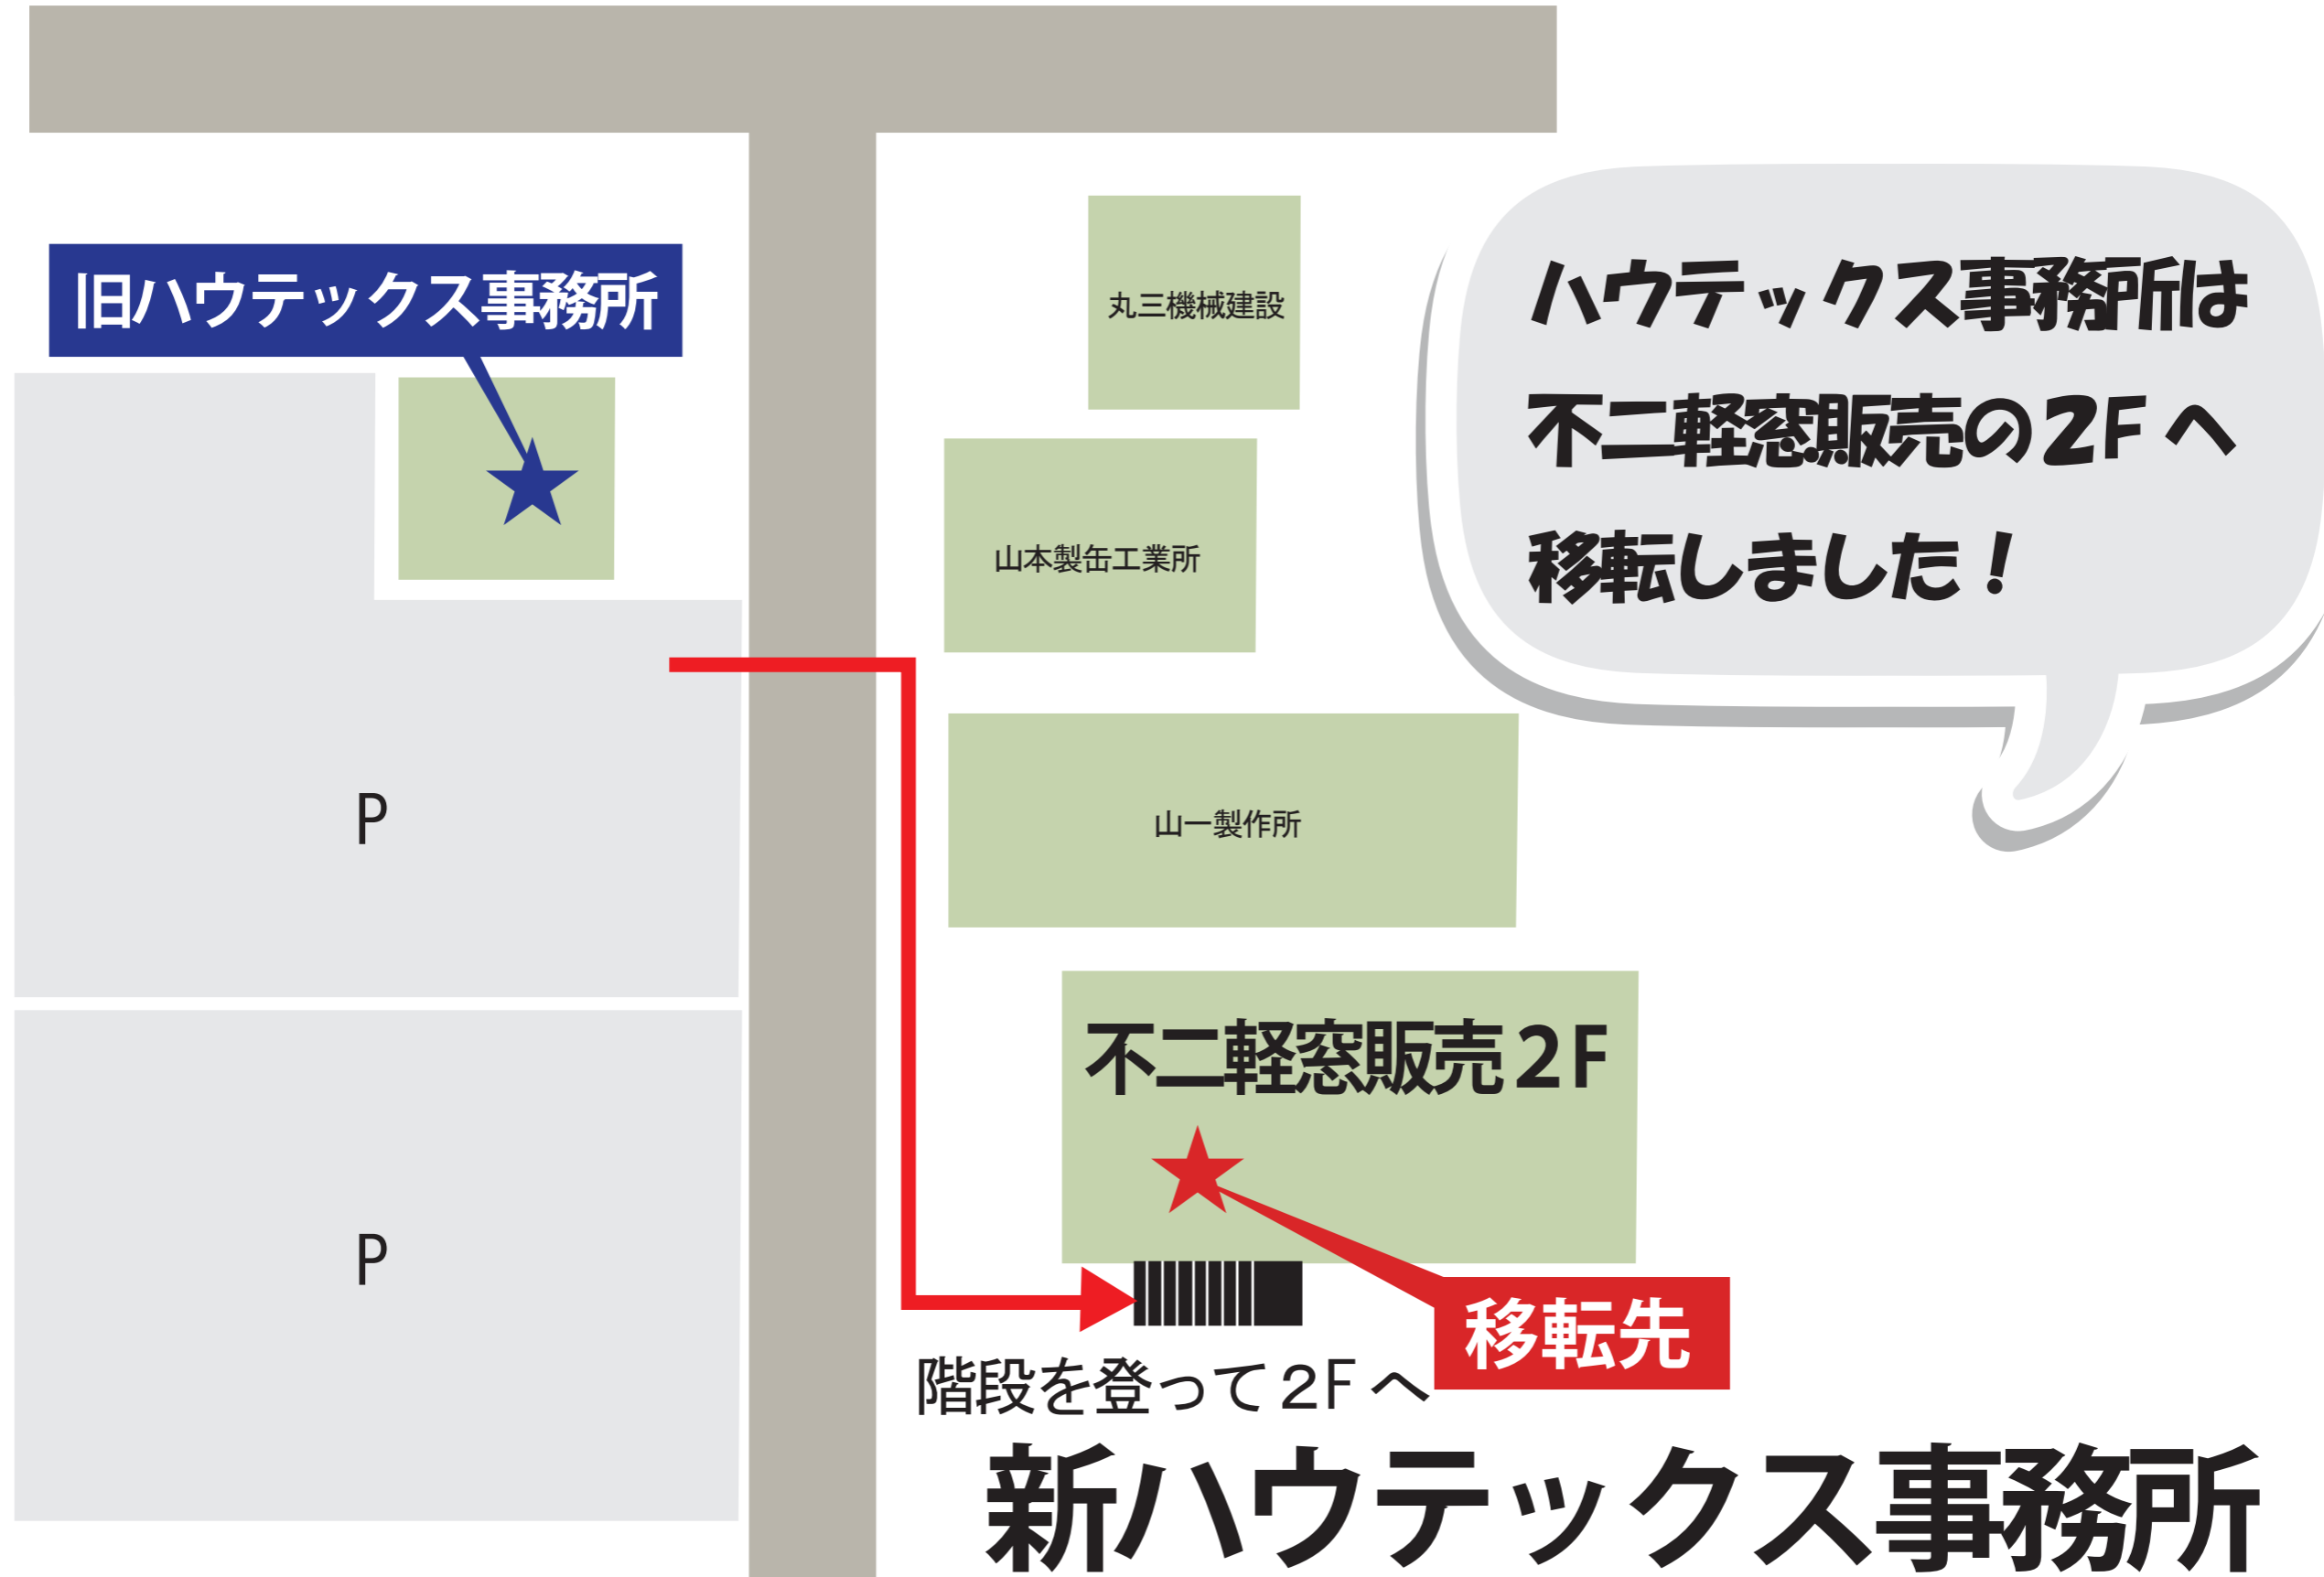 旧ハウテックス事務所
丸三機械建設
ハウテックス事務所は
不二軽窓販売の２Fへ
移転しました！
山本製缶工業所
P
山一製作所
不二軽窓販売２F
P
移転先
階段を登って２Fへ
新ハウテックス事務所